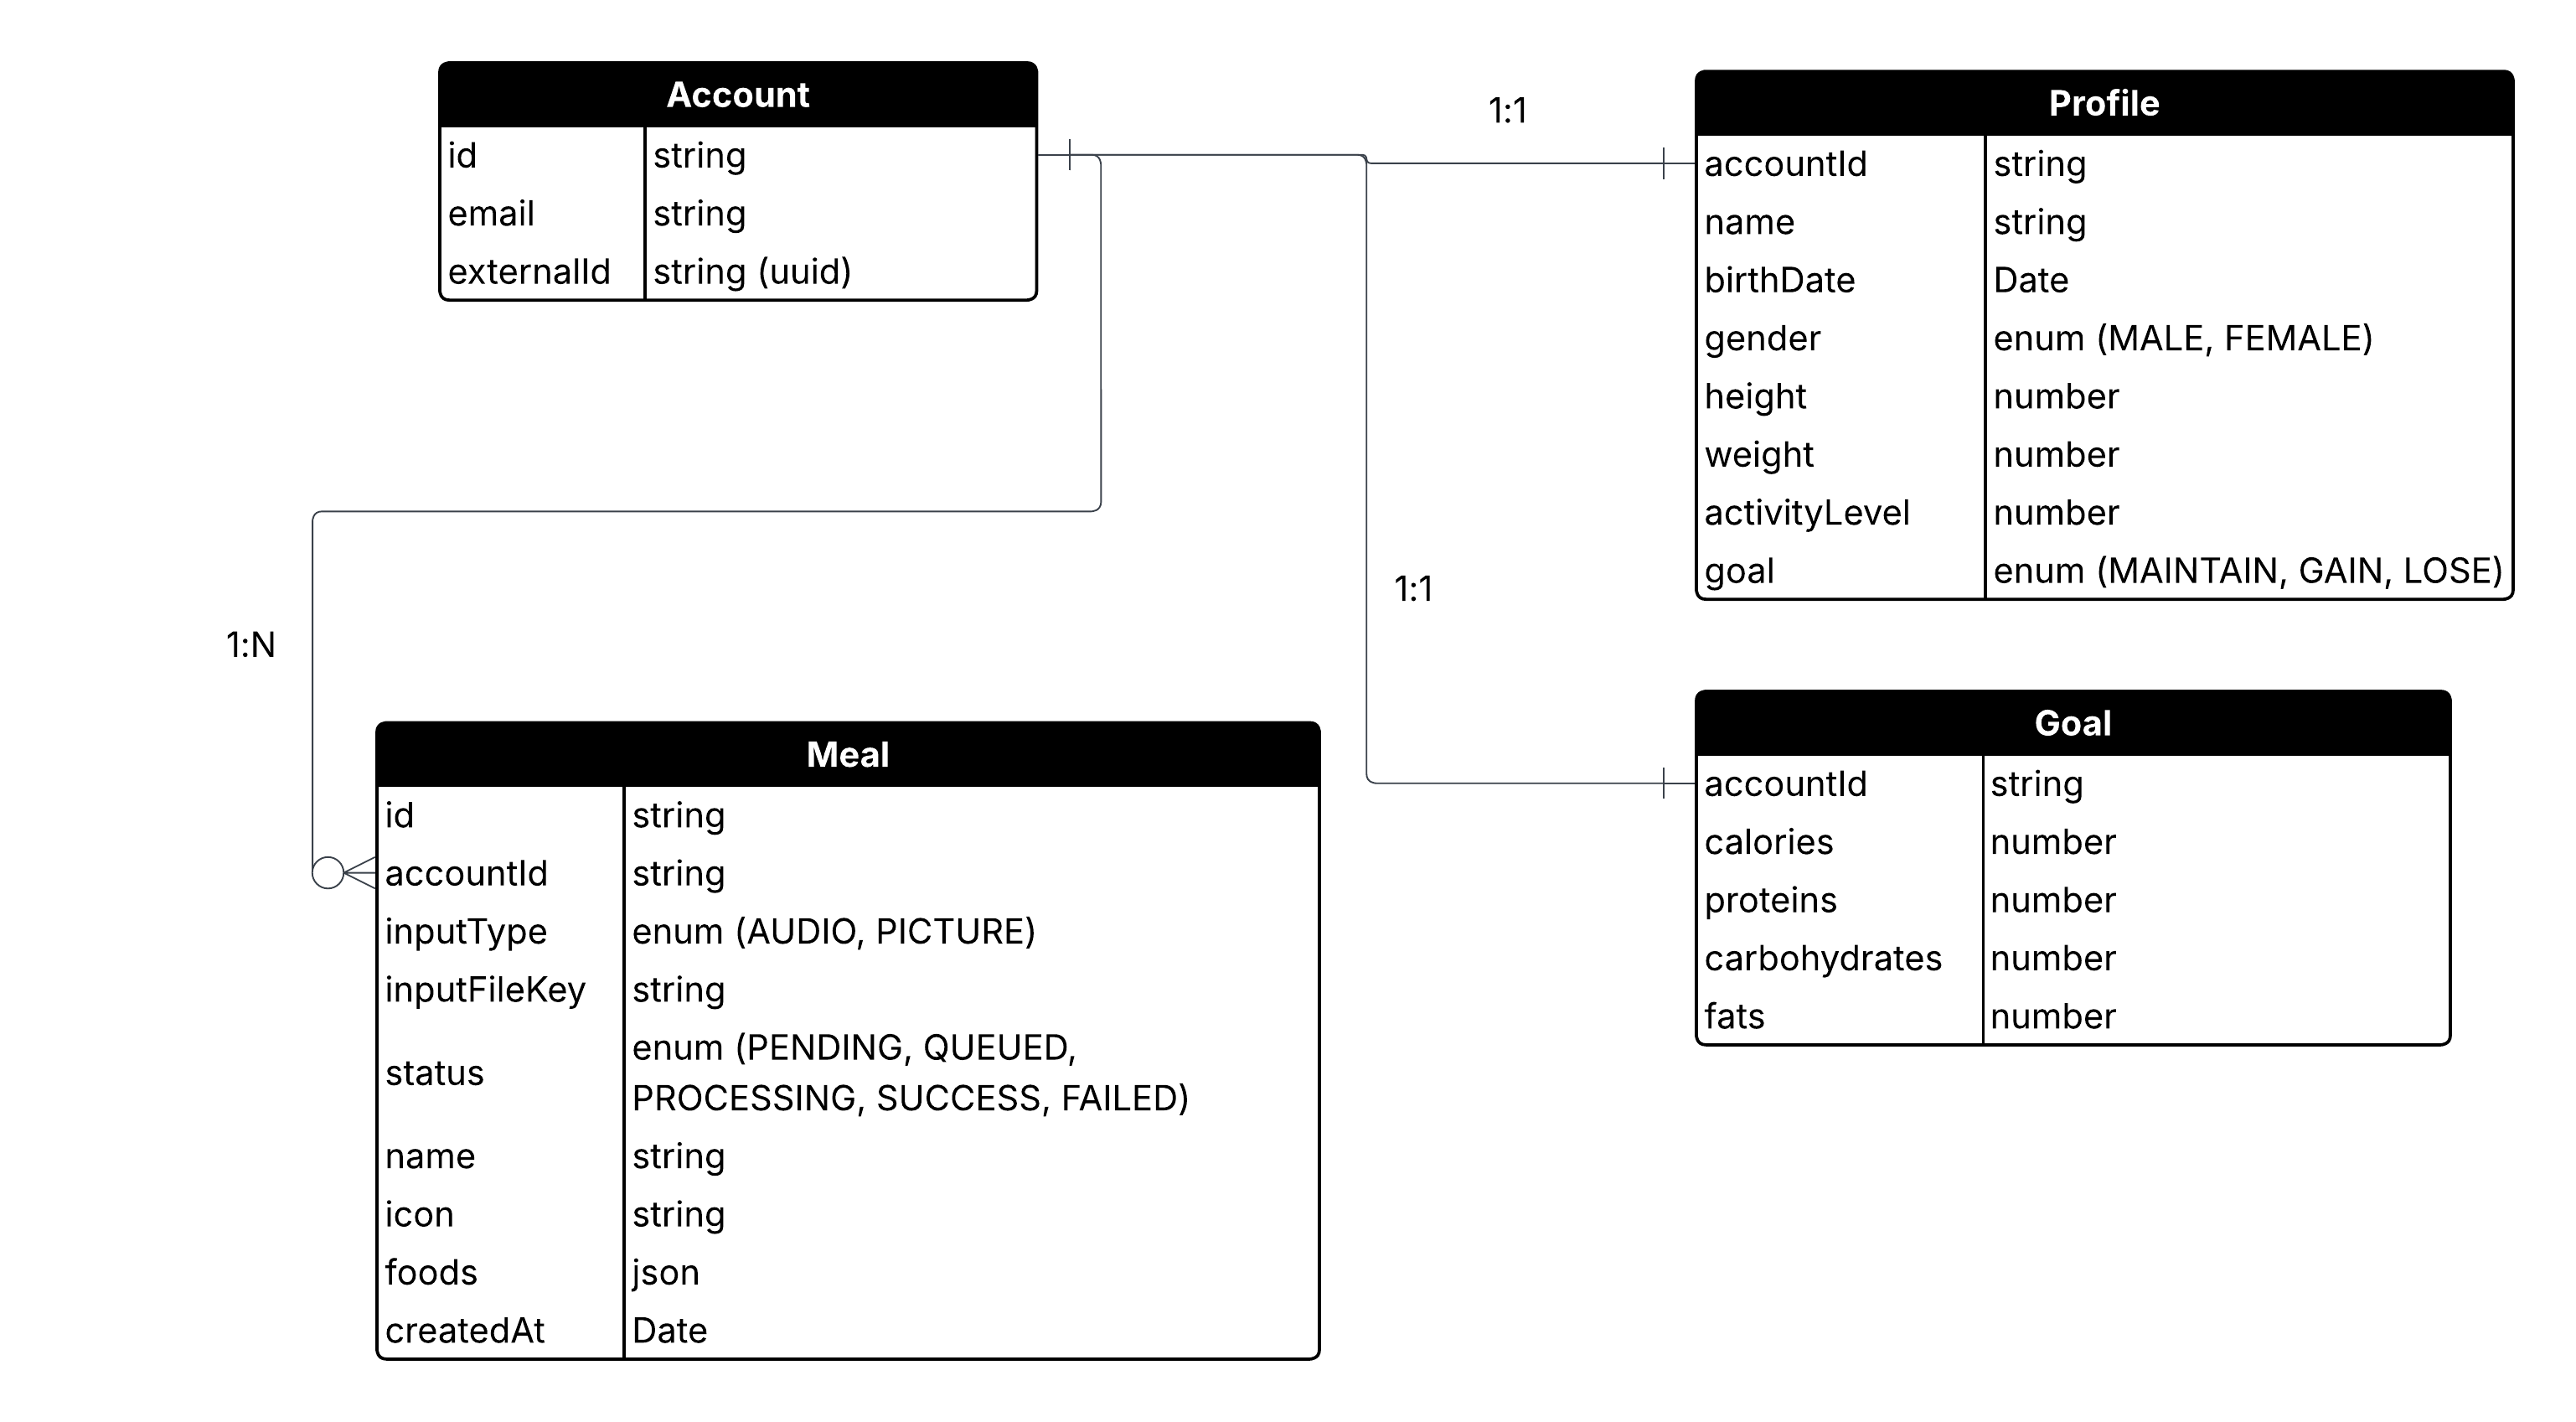 Account
id string
email string
externalId string (uuid)
1:1
Profile
accountId string
name string
birthDate Date
gender enum (MALE, FEMALE)
height number
weight number
activityLevel number
goal enum (MAINTAIN, GAIN, LOSE)
1:1
1:N
Meal
id string
accountId string
inputType enum (AUDIO, PICTURE)
inputFileKey string
status enum (PENDING, QUEUED,
PROCESSING, SUCCESS, FAILED)
name string
icon string
foods json
createdAt Date
Goal
accountId string
calories number
proteins number
carbohydrates number
fats number